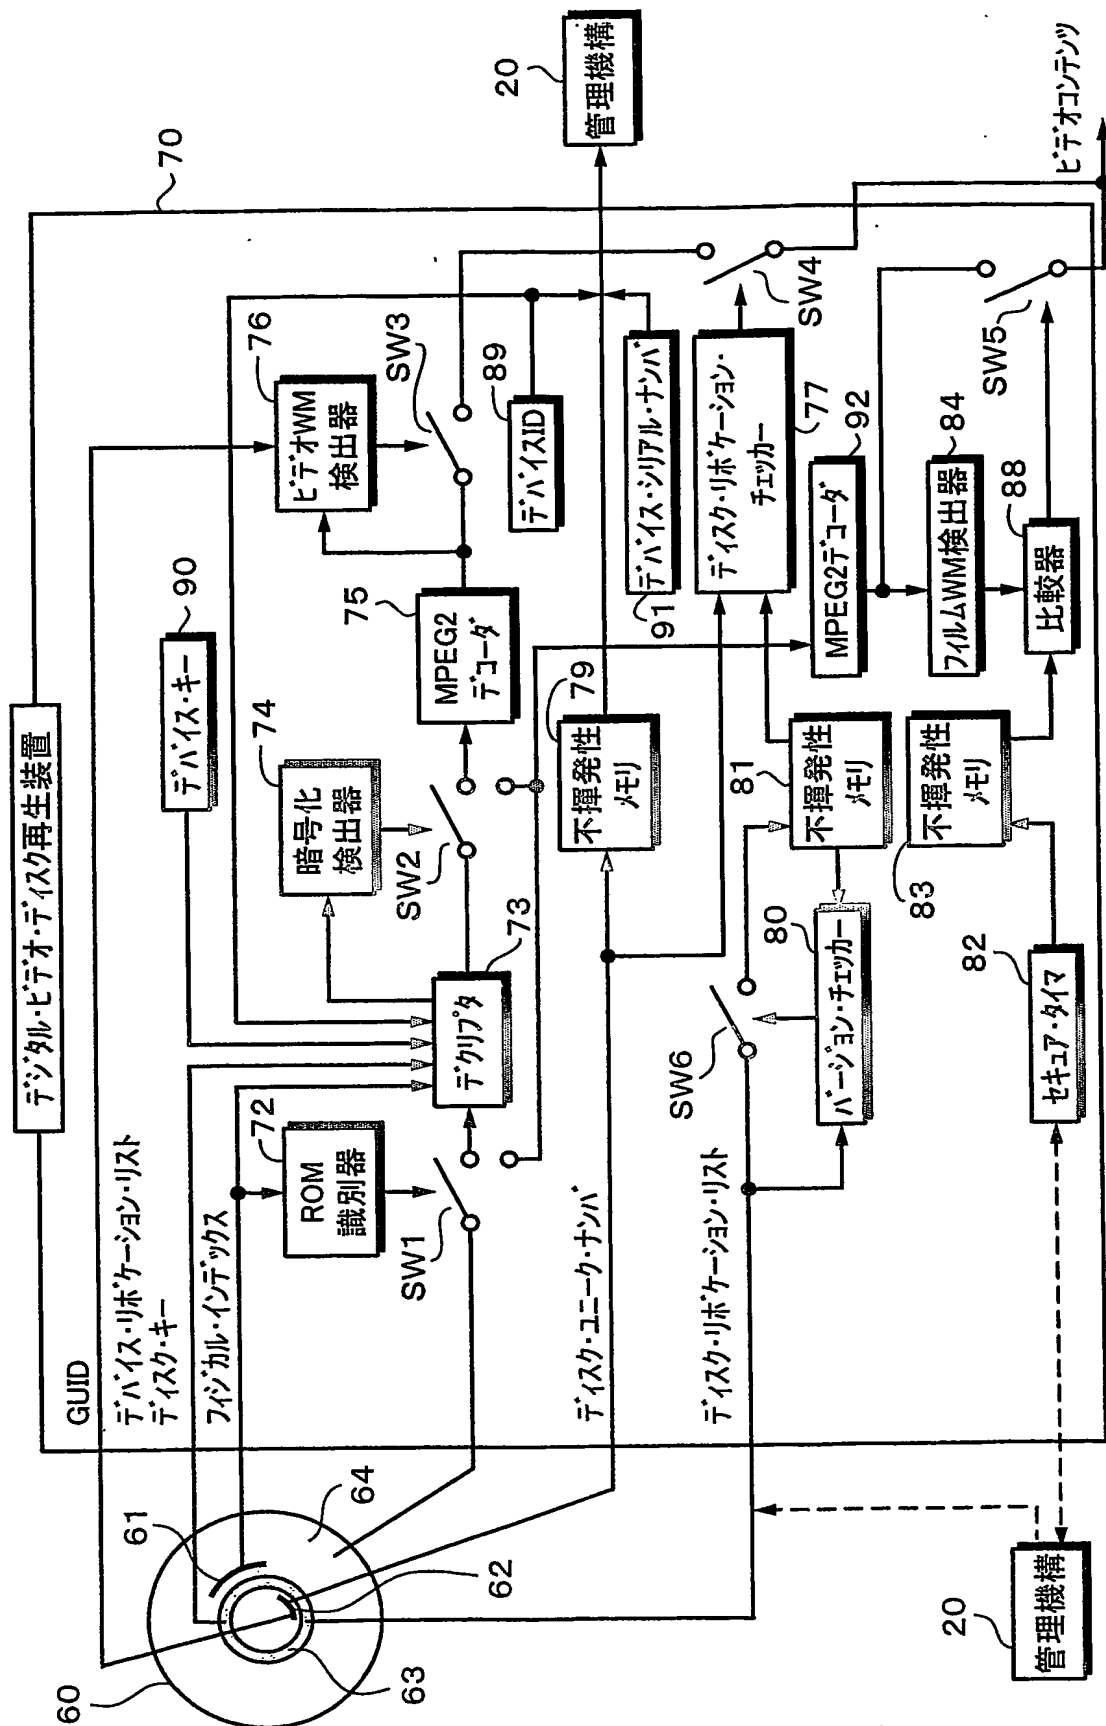 デジタル・ビデオ・ディスク再生装置
70
20
管理機構
ビデオコンテンツ
GUID
デバイス・リボケーション・リスト
ディスク・キー
フィジカル・インデックス
デバイス・キー
90
ビデオWM
検出器
76
SW3
デバイスID
89
デバイス・シリアル・ナンバ
91
SW4
ROM
識別器
72
SW1
デクリプタ
73
暗号化
検出器
74
SW2
MPEG2
デコーダ
75
不揮発性
メモリ
79
ディスク・リボケーション・
チェッカー
77
MPEG2デコーダ
92
フィルムWM検出器
84
比較器
88
SW5
ディスク・ユニーク・ナンバ
ディスク・リボケーション・リスト
SW6
バージョン・チェッカー
80
不揮発性
メモリ
81
不揮発性
メモリ
83
セキュア・タイマ
82
60
61
62
63
64
20
管理機構